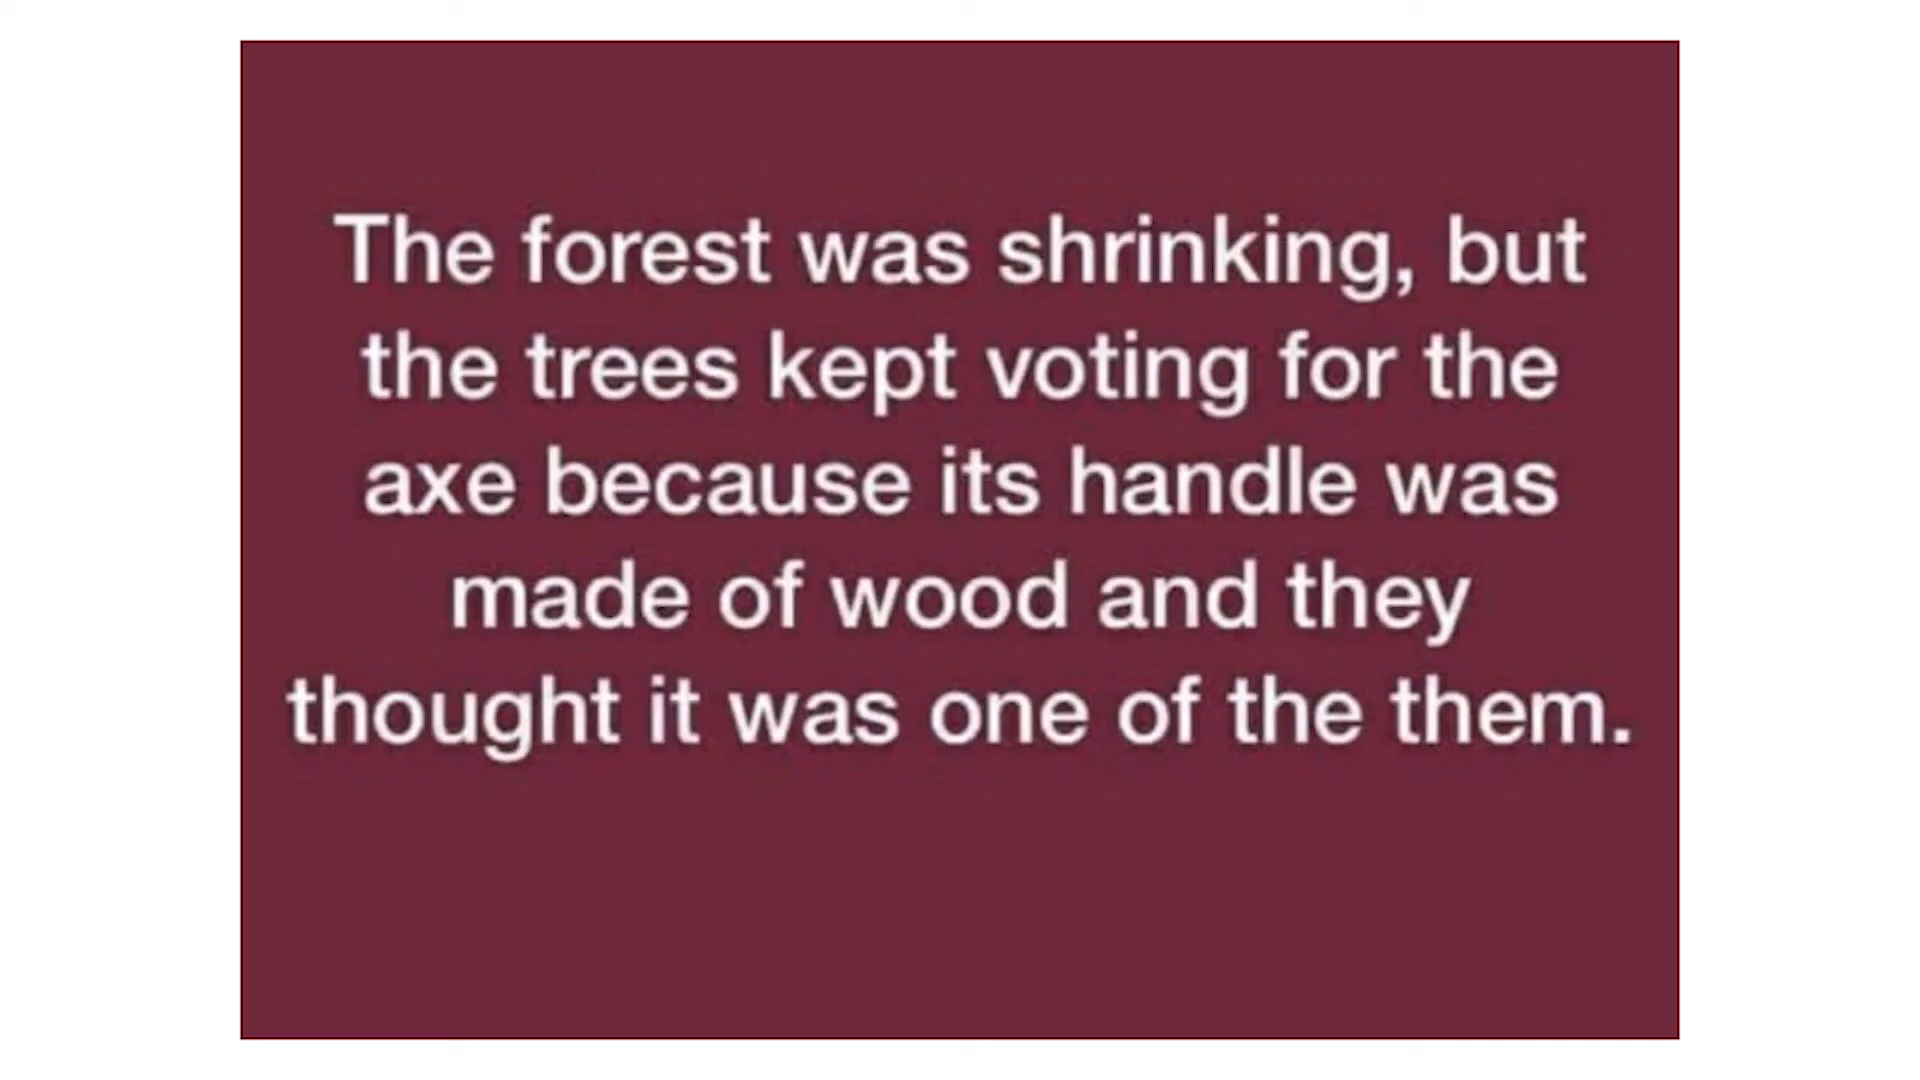 The forest was shrinking, but
the trees kept voting for the
axe because its handle was
made of wood and they
thought it was one of the them.